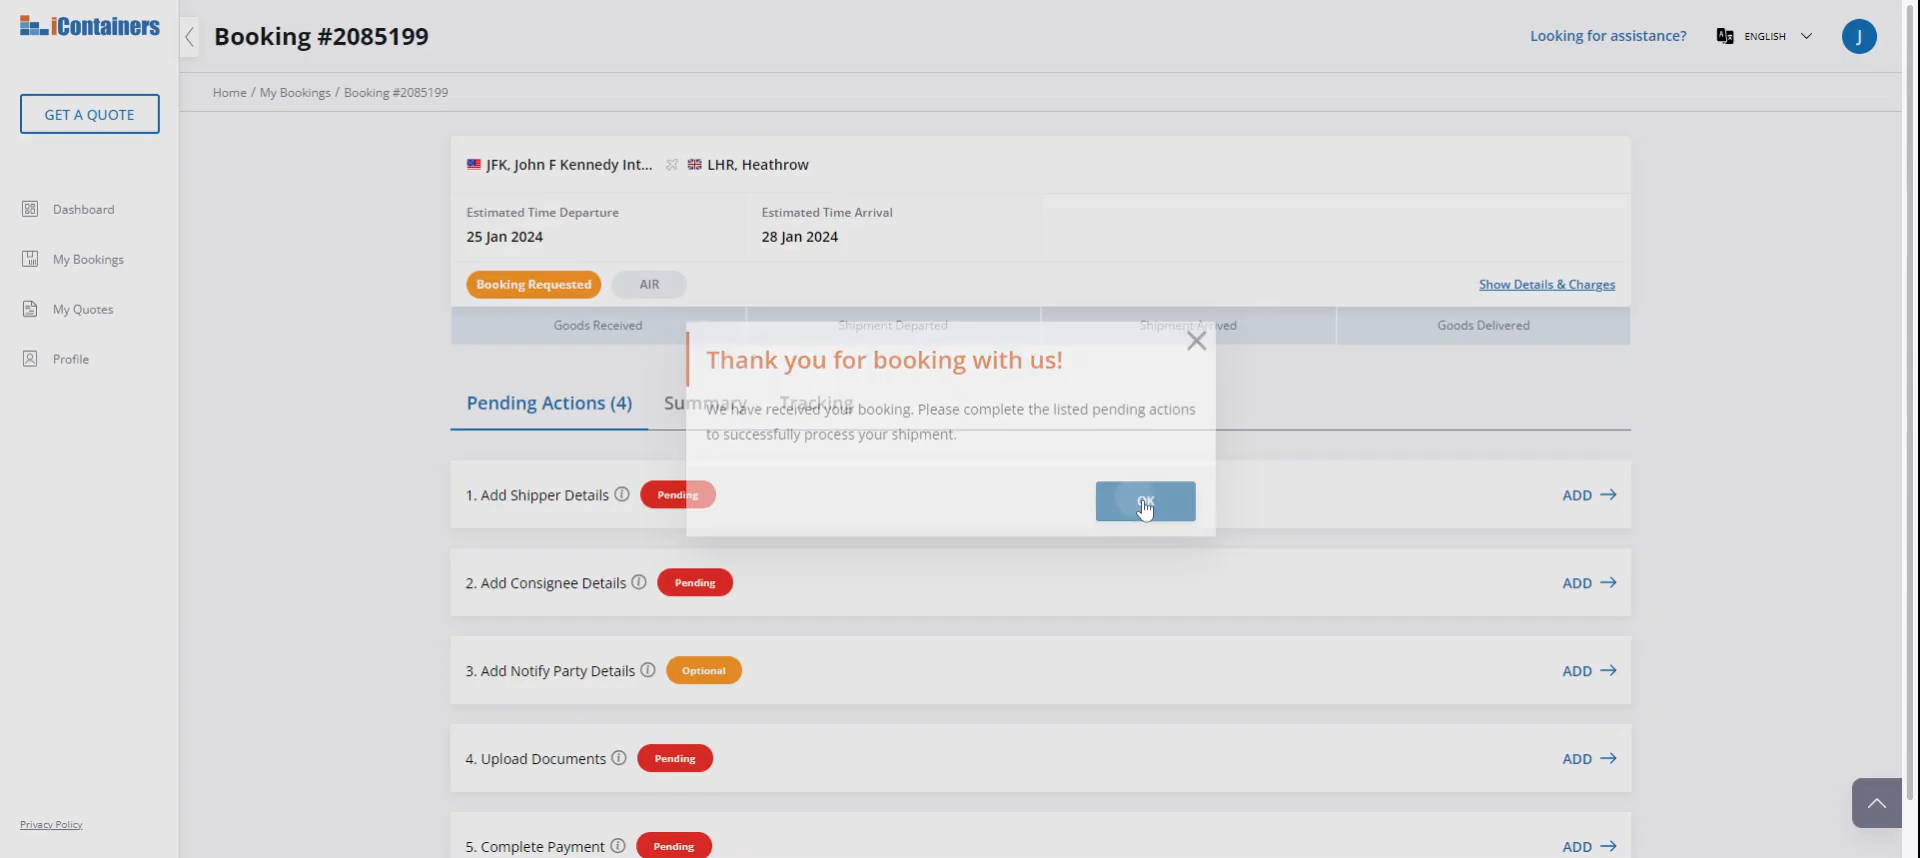 iContainers
Booking #2085199
Looking for assistance?
ENGLISH
J
GET A QUOTE
Home / My Bookings / Booking #2085199
JFK, John F Kennedy Int...
LHR, Heathrow
Dashboard
My Bookings
My Quotes
Profile
Estimated Time Departure
25 Jan 2024
Estimated Time Arrival
28 Jan 2024
Booking Requested
AIR
Show Details & Charges
Goods Received
Shipment Departed
Shipment Arrived
Goods Delivered
Thank you for booking with us!
We have received your booking. Please complete the listed pending actions
to successfully process your shipment.
OK
Pending Actions (4)
Summary
Tracking
1. Add Shipper Details
Pending
ADD
2. Add Consignee Details
Pending
ADD
3. Add Notify Party Details
Optional
ADD
4. Upload Documents
Pending
ADD
5. Complete Payment
Pending
ADD
Privacy Policy